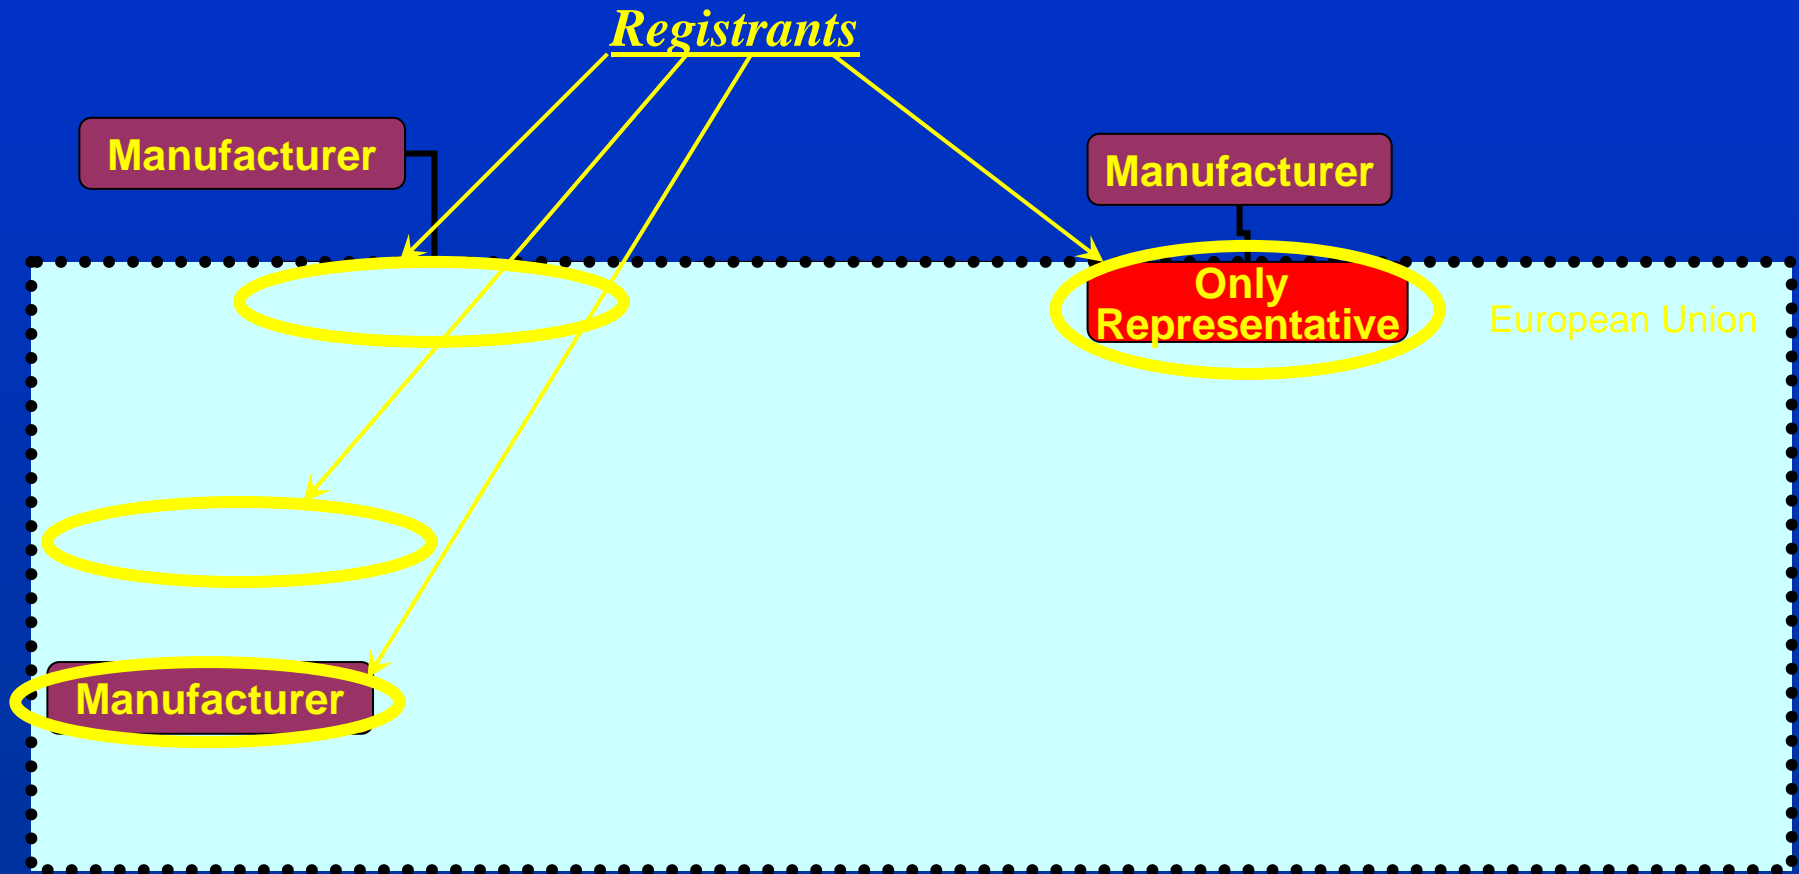 Registrants
Manufacturer
Manufacturer
Only
Representative
European Union
Manufacturer